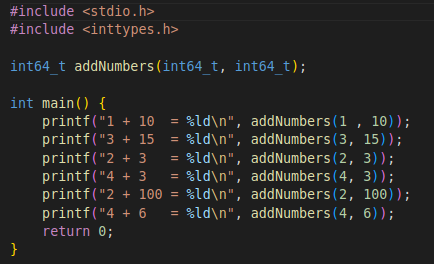 #include <stdio.h>
#include <inttypes.h>

int64_t addNumbers(int64_t, int64_t);

int main() {
    printf("1 + 10  = %ld\n", addNumbers(1 , 10));
    printf("3 + 15  = %ld\n", addNumbers(3, 15));
    printf("2 + 3   = %ld\n", addNumbers(2, 3));
    printf("4 + 3   = %ld\n", addNumbers(4, 3));
    printf("2 + 100 = %ld\n", addNumbers(2, 100));
    printf("4 + 6   = %ld\n", addNumbers(4, 6));
    return 0;
}